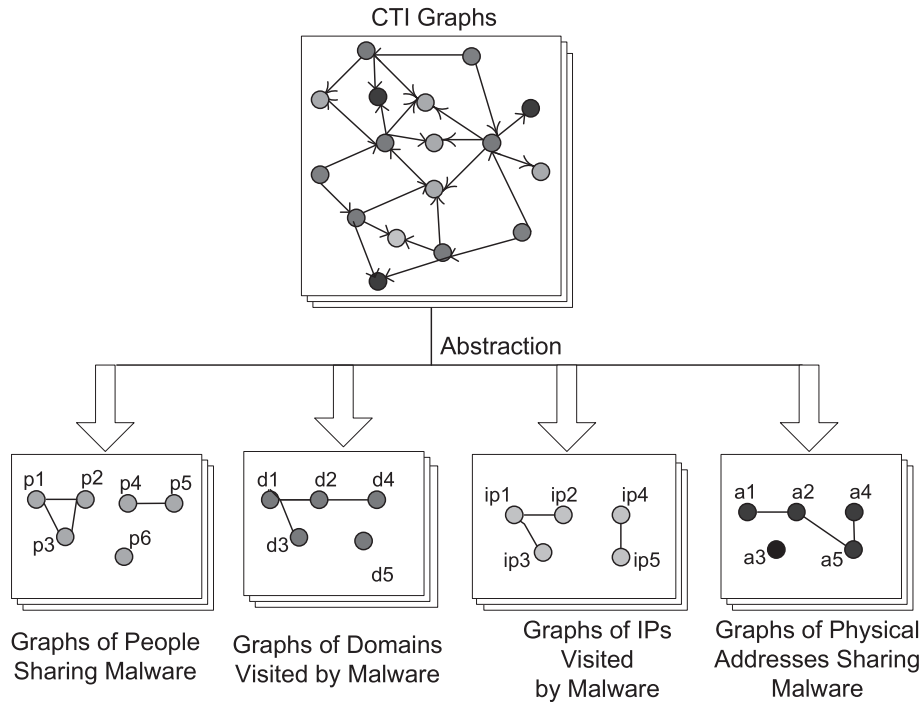 CTI Graphs
Abstraction
p1
p2
p4
p5
p3
p6
d1
d2
d4
d3
d5
ip1
ip2
ip4
ip3
ip5
a1
a2
a4
a3
a5
Graphs of People
Sharing Malware
Graphs of Domains
Visited by Malware
Graphs of IPs
Visited
by Malware
Graphs of Physical
Addresses Sharing
Malware